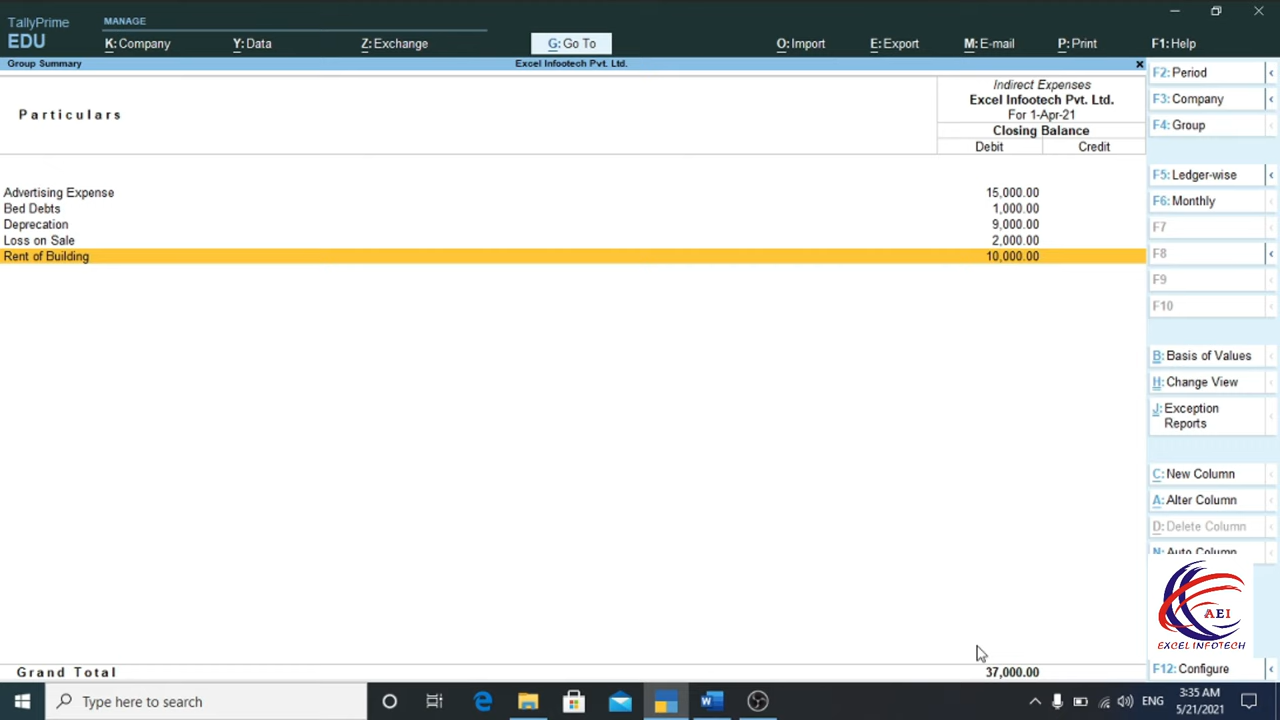 TallyPrime
EDU
MANAGE
K: Company
Y: Data
Z: Exchange
G: Go To
O: Import
E: Export
M: E-mail
P: Print
F1: Help
Group Summary
Excel Infotech Pvt. Ltd.
Particulars
Indirect Expenses
Excel Infotech Pvt. Ltd.
For 1-Apr-21
Closing Balance
Debit Credit
Advertising Expense 15,000.00
Bed Debts 1,000.00
Deprecation 9,000.00
Loss on Sale 2,000.00
Rent of Building 10,000.00
Grand Total 37,000.00
F2: Period
F3: Company
F4: Group
F5: Ledger-wise
F6: Monthly
F7
F8
F9
F10
B: Basis of Values
H: Change View
J: Exception
Reports
C: New Column
A: Alter Column
D: Delete Column
N: Auto Column
AEI
EXCEL INFOTECH
F12: Configure
Type here to search
ENG
3:35 AM
5/21/2021